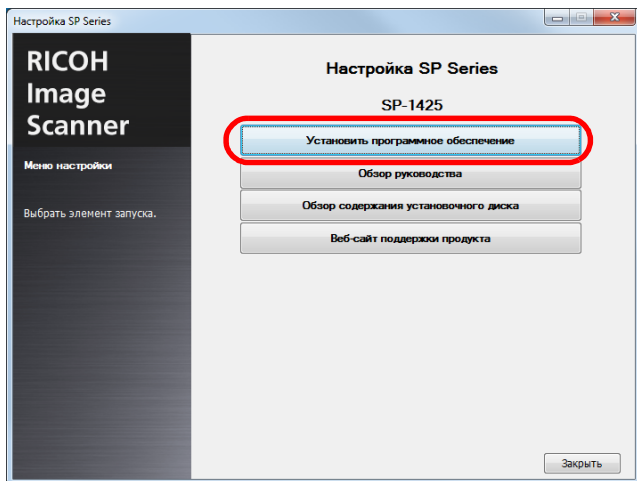 Настройка SP Series
RICOH
Image
Scanner
Меню настройки
Выбрать элемент запуска.
Настройка SP Series
SP-1425
Установить программное обеспечение
Обзор руководства
Обзор содержания установочного диска
Веб-сайт поддержки продукта
Закрыть